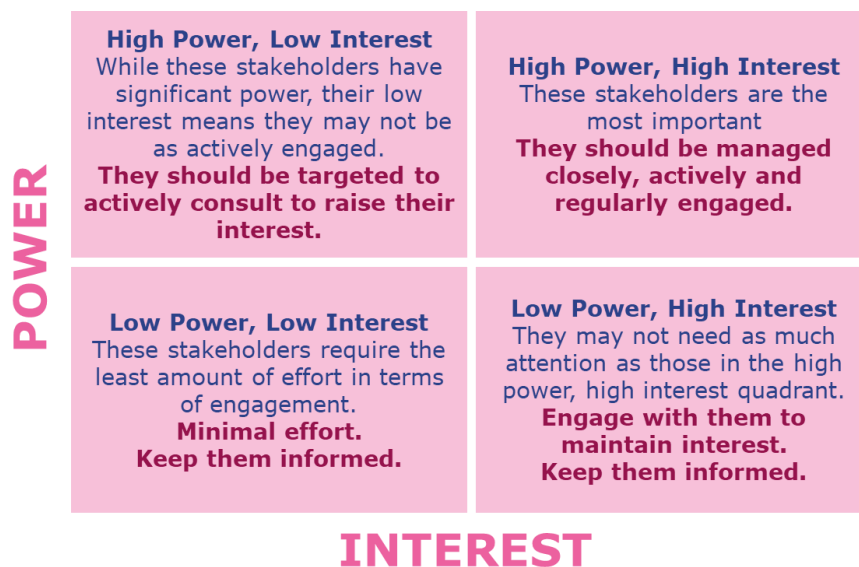 High Power, Low Interest
While these stakeholders have
significant power, their low
interest means they may not be
as actively engaged.
They should be targeted to
actively consult to raise their
interest.
High Power, High Interest
These stakeholders are the
most important
They should be managed
closely, actively and
regularly engaged.
POWER
Low Power, Low Interest
These stakeholders require the
least amount of effort in terms
of engagement.
Minimal effort.
Keep them informed.
Low Power, High Interest
They may not need as much
attention as those in the high
power, high interest quadrant.
Engage with them to
maintain interest.
Keep them informed.
INTEREST